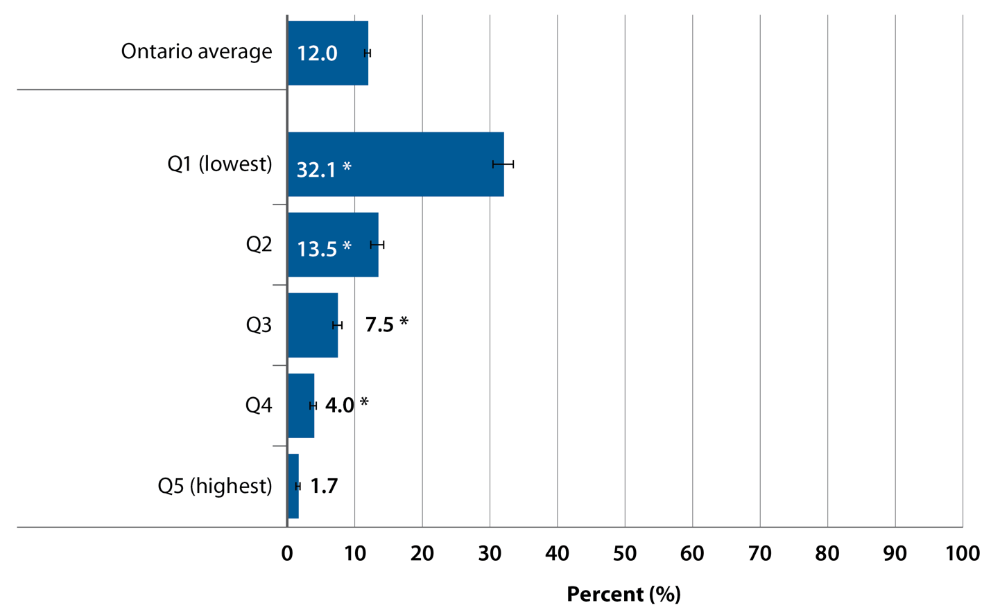 Ontario average 12.0
Q1 (lowest) 32.1 *
Q2 13.5 *
Q3 7.5 *
Q4 4.0 *
Q5 (highest) 1.7
0 10 20 30 40 50 60 70 80 90 100
Percent (%)